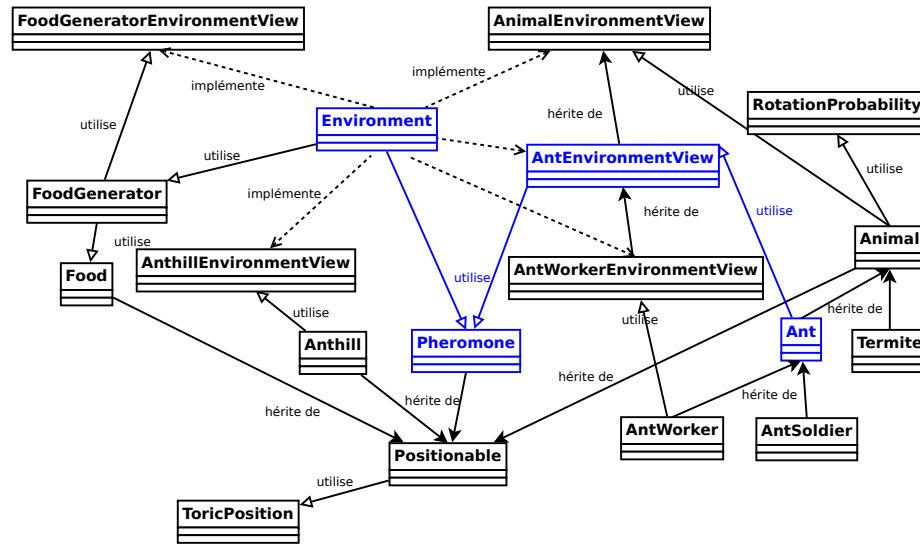 FoodGeneratorEnvironmentView
AnimalEnvironmentView
implémente
implémente
utilise
RotationProbability
hérite de
Environment
utilise
utilise
AntEnvironmentView
utilise
FoodGenerator
implémente
hérite de
utilise
utilise
Animal
AnthillEnvironmentView
AntWorkerEnvironmentView
Food
utilise
utilise
utilise
hérite de
Anthill
Pheromone
Ant
Termite
hérite de
hérite de
hérite de
hérite de
AntWorker
AntSoldier
Positionable
utilise
ToricPosition